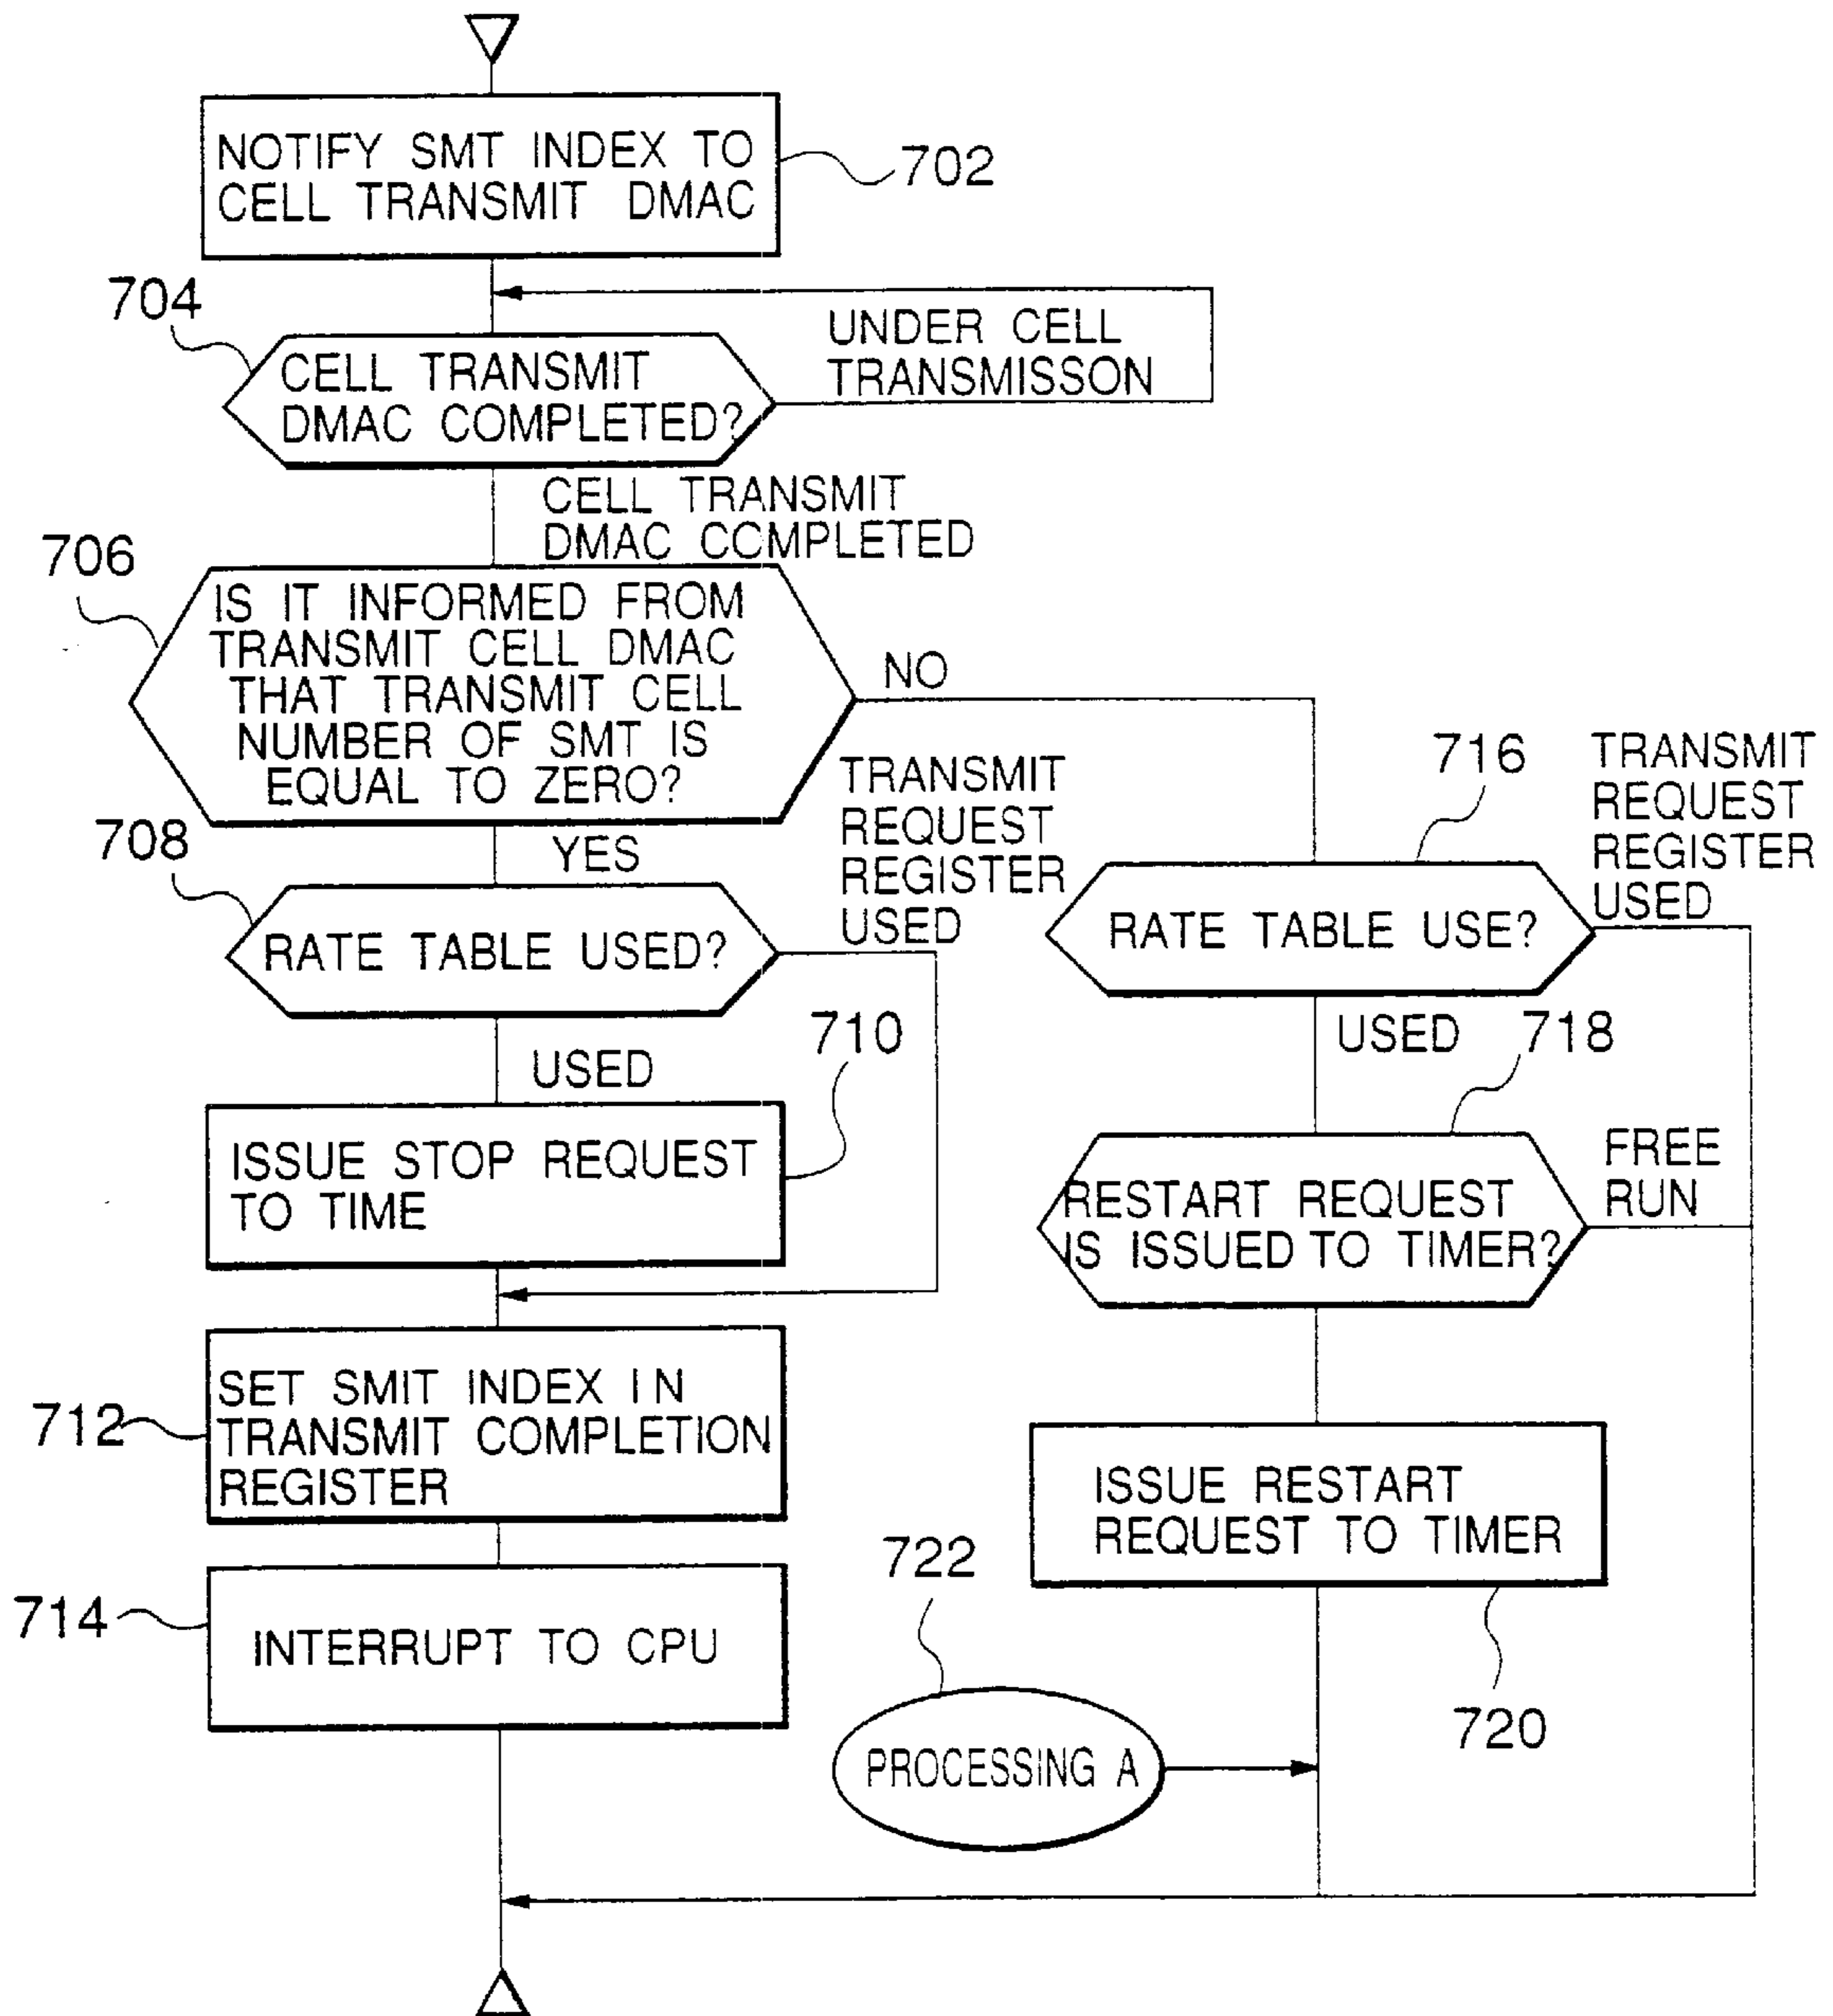 NOTIFY SMT INDEX TO
CELL TRANSMIT DMAC
702
704
UNDER CELL
TRANSMISSON
CELL TRANSMIT
DMAC COMPLETED?
CELL TRANSMIT
DMAC COMPLETED
706
IS IT INFORMED FROM
TRANSMIT CELL DMAC
THAT TRANSMIT CELL
NUMBER OF SMT IS
EQUAL TO ZERO?
NO
YES
708
RATE TABLE USED?
TRANSMIT
REQUEST
REGISTER
USED
USED
710
ISSUE STOP REQUEST
TO TIME
712
SET SMIT INDEX IN
TRANSMIT COMPLETION
REGISTER
714
INTERRUPT TO CPU
716
TRANSMIT
REQUEST
REGISTER
USED
RATE TABLE USE?
USED
718
RESTART REQUEST
IS ISSUED TO TIMER?
FREE
RUN
ISSUE RESTART
REQUEST TO TIMER
720
722
PROCESSING A